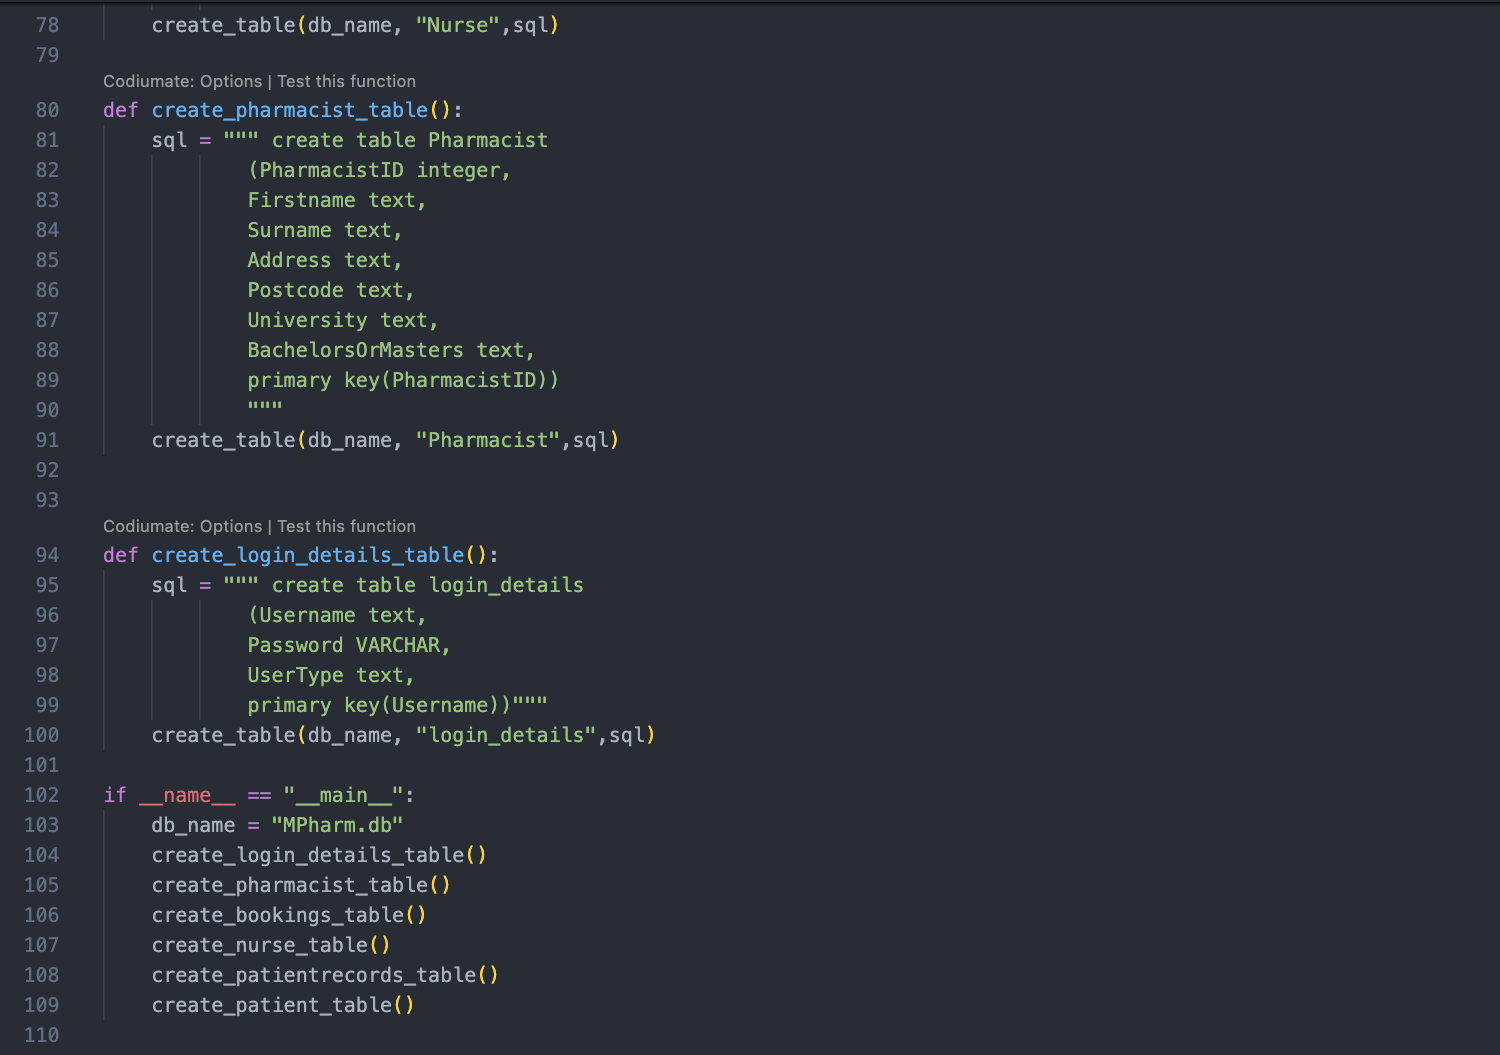 78 create_table(db_name, "Nurse",sql)
79
Codiumate: Options | Test this function
80 def create_pharmacist_table():
81 sql = """ create table Pharmacist
82 (PharmacistID integer,
83 Firstname text,
84 Surname text,
85 Address text,
86 Postcode text,
87 University text,
88 BachelorsOrMasters text,
89 primary key(PharmacistID))
90 """
91 create_table(db_name, "Pharmacist",sql)
92
93
Codiumate: Options | Test this function
94 def create_login_details_table():
95 sql = """ create table login_details
96 (Username text,
97 Password VARCHAR,
98 UserType text,
99 primary key(Username))"""
100 create_table(db_name, "login_details",sql)
101
102 if __name__ == "__main__":
103 db_name = "MPharm.db"
104 create_login_details_table()
105 create_pharmacist_table()
106 create_bookings_table()
107 create_nurse_table()
108 create_patientrecords_table()
109 create_patient_table()
110